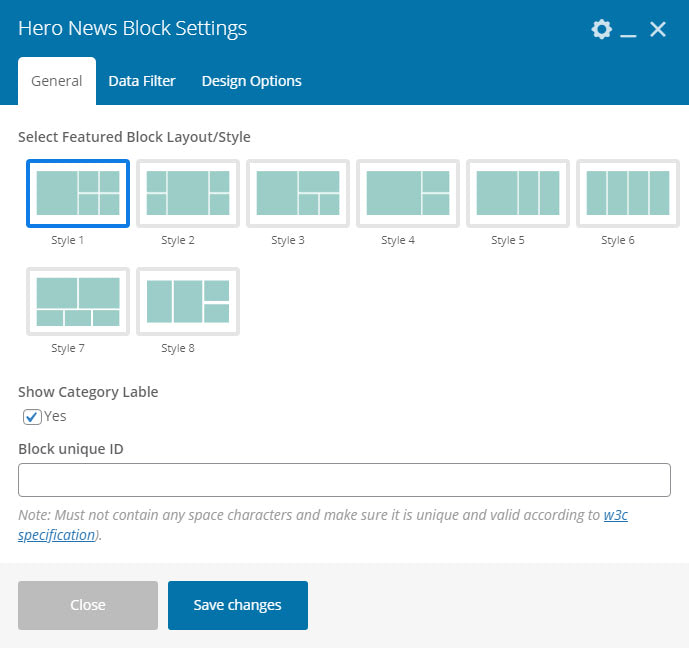 Hero News Block Settings
General Data Filter Design Options
Select Featured Block Layout/Style
Style 1 Style 2 Style 3 Style 4 Style 5 Style 6
Style 7 Style 8
Show Category Lable
Yes
Block unique ID
Note: Must not contain any space characters and make sure it is unique and valid according to w3c
specification).
Close Save changes